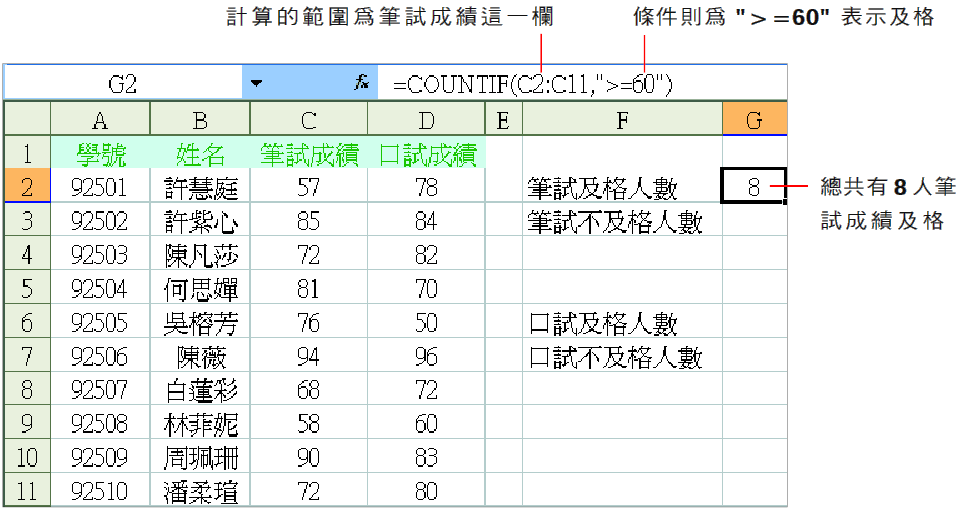 計算的範圍為筆試成績這一欄 條件則為 ">=60" 表示及格
G2 fx =COUNTIF(C2:C11,">=60")
A B C D E F G
1 學號 姓名 筆試成績 口試成績
2 92501 許慧庭 57 78 筆試及格人數 8
總共有8人筆
試成績及格
3 92502 許紫心 85 84 筆試不及格人數
4 92503 陳凡莎 72 82
5 92504 何思嬋 81 70
6 92505 吳榕芳 76 50 口試及格人數
7 92506 陳薇 94 96 口試不及格人數
8 92507 白蓮彩 68 72
9 92508 林菲妮 58 60
10 92509 周珮珊 90 83
11 92510 潘柔瑄 72 80